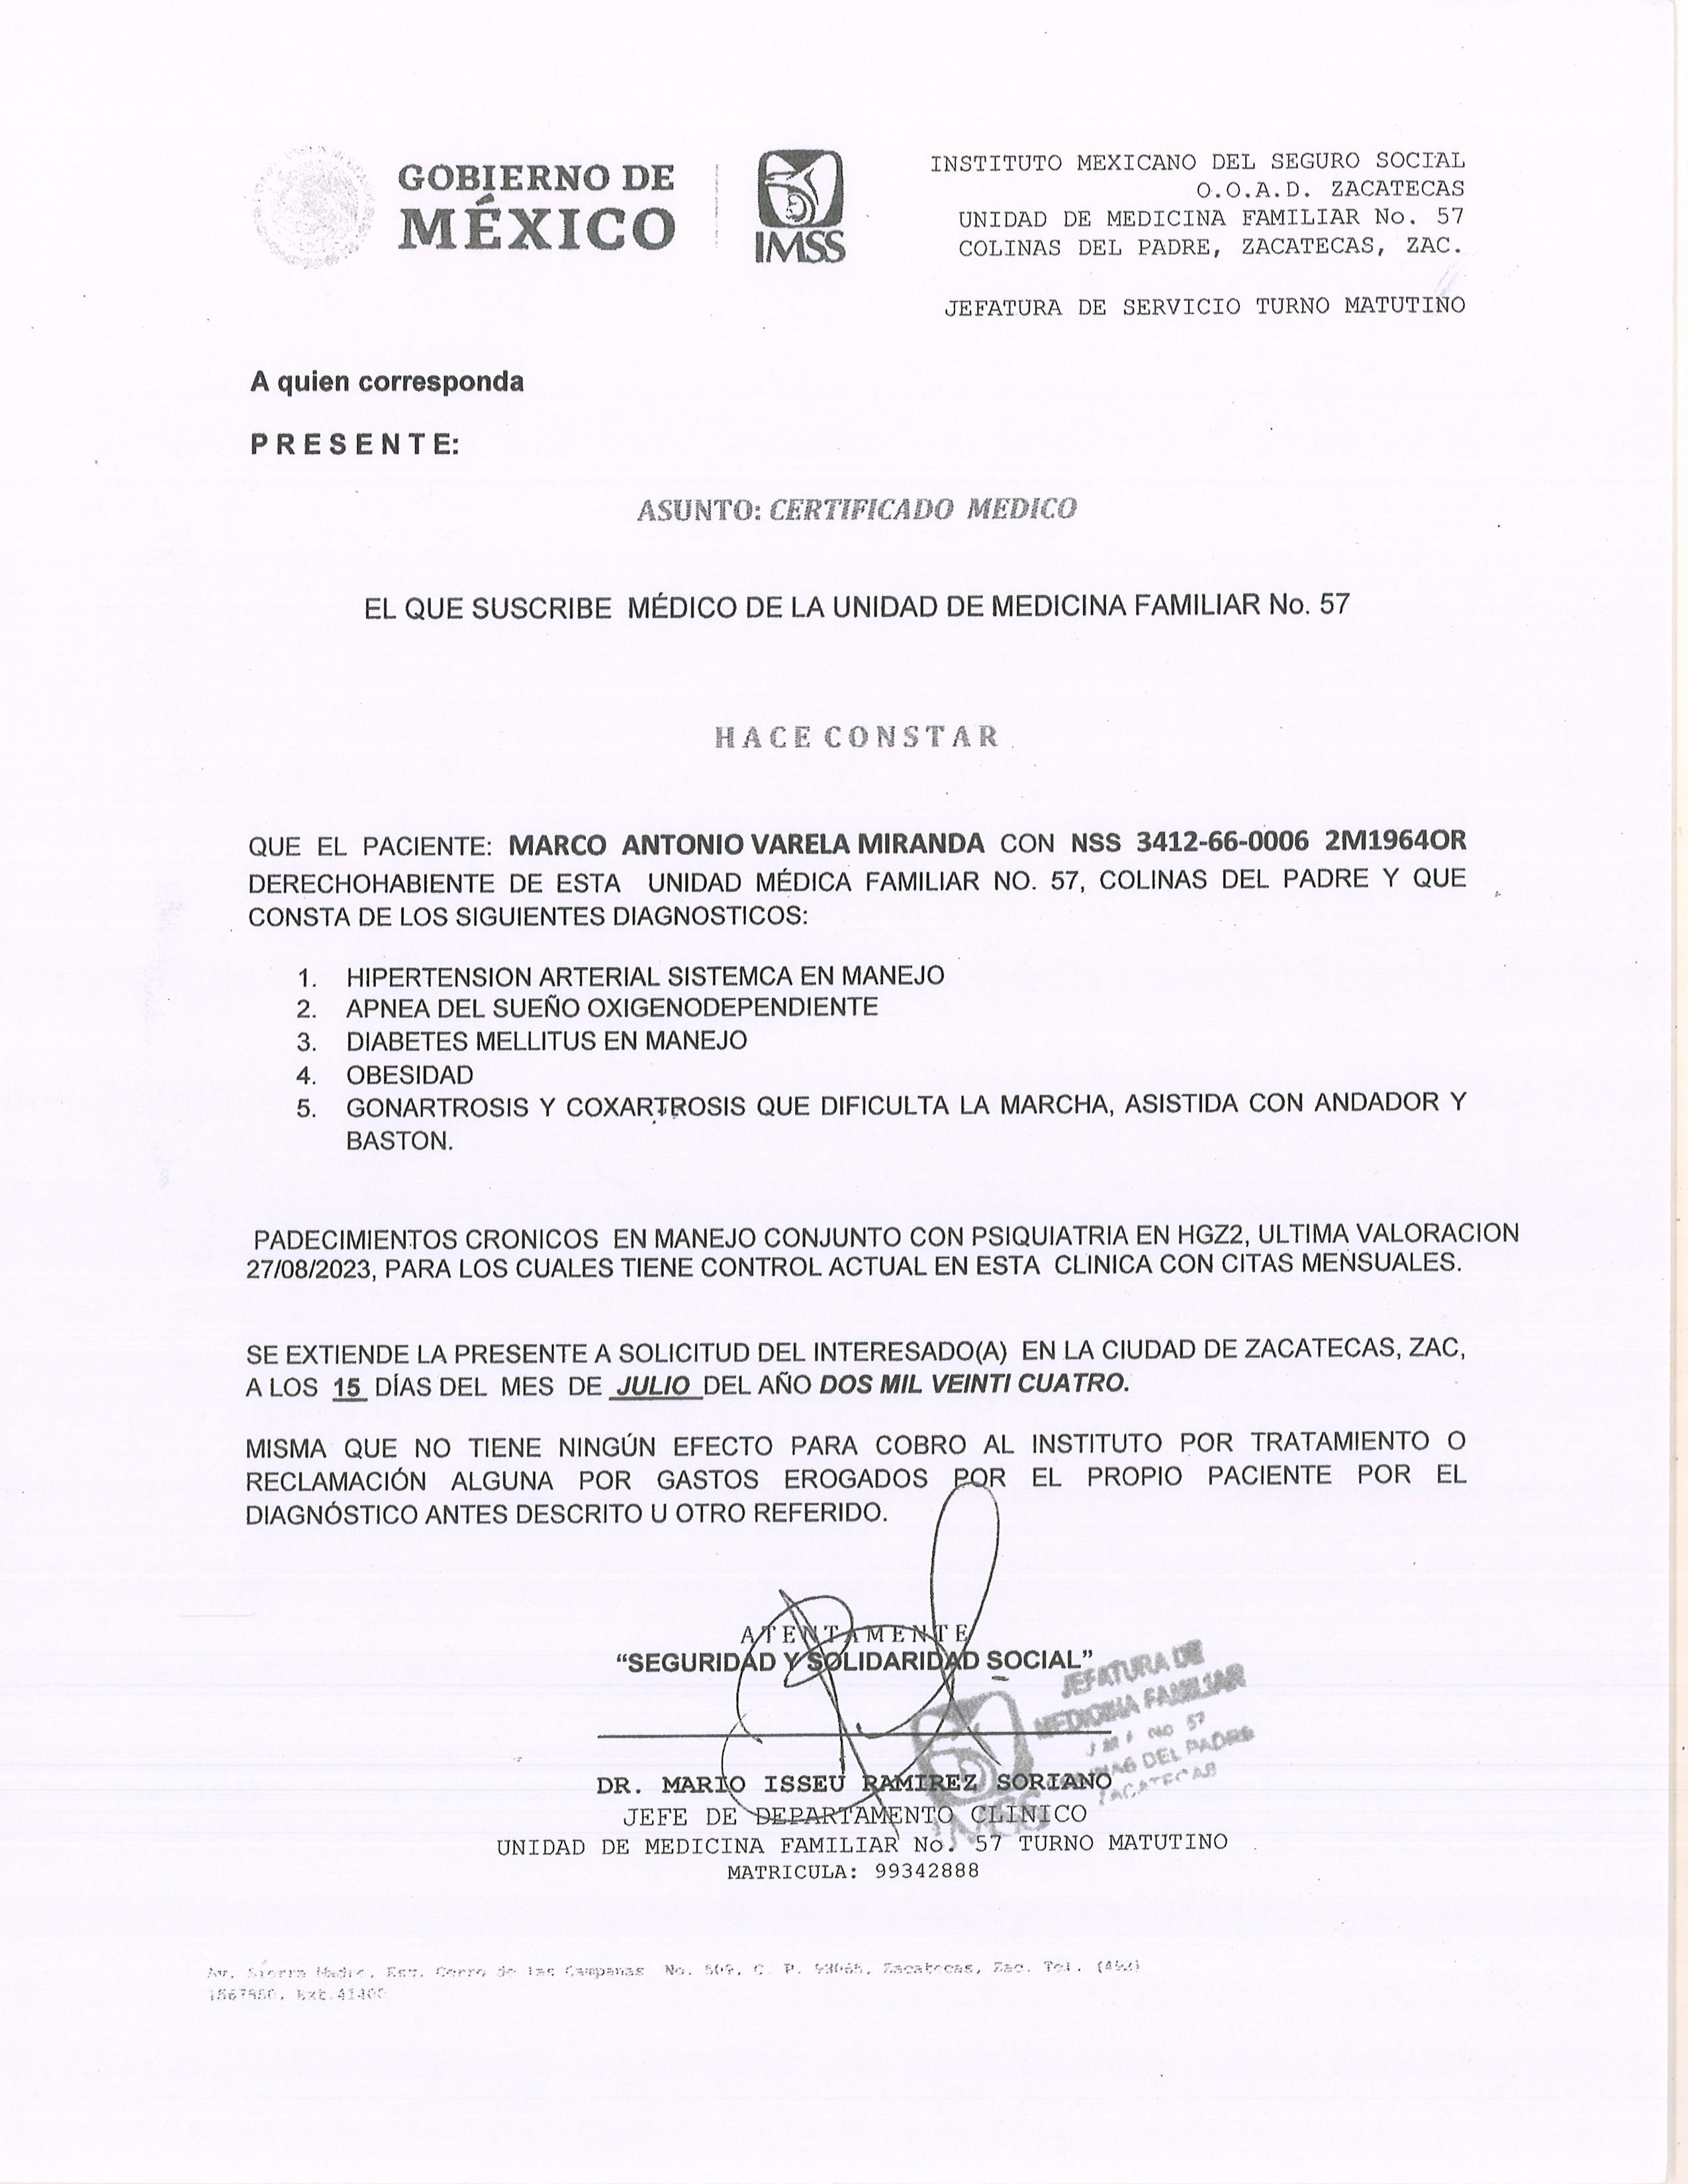 GOBIERNO DE
MÉXICO
IMSS
INSTITUTO MEXICANO DEL SEGURO SOCIAL
O.O.A.D. ZACATECAS
UNIDAD DE MEDICINA FAMILIAR No. 57
COLINAS DEL PADRE, ZACATECAS, ZAC.
JEFATURA DE SERVICIO TURNO MATUTINO
A quien corresponda
P R E S E N T E:
ASUNTO: CERTIFICADO MEDICO
EL QUE SUSCRIBE MÉDICO DE LA UNIDAD DE MEDICINA FAMILIAR No. 57
H A C E C O N S T A R
QUE EL PACIENTE: MARCO ANTONIO VARELA MIRANDA CON NSS 3412-66-0006 2M1964OR
DERECHOHABIENTE DE ESTA UNIDAD MÉDICA FAMILIAR NO. 57, COLINAS DEL PADRE Y QUE
CONSTA DE LOS SIGUIENTES DIAGNOSTICOS:
1. HIPERTENSION ARTERIAL SISTEMCA EN MANEJO
2. APNEA DEL SUEÑO OXIGENODEPENDIENTE
3. DIABETES MELLITUS EN MANEJO
4. OBESIDAD
5. GONARTROSIS Y COXARTROSIS QUE DIFICULTA LA MARCHA, ASISTIDA CON ANDADOR Y
BASTON.
PADECIMIENTOS CRONICOS EN MANEJO CONJUNTO CON PSIQUIATRIA EN HGZ2, ULTIMA VALORACION
27/08/2023, PARA LOS CUALES TIENE CONTROL ACTUAL EN ESTA CLINICA CON CITAS MENSUALES.
SE EXTIENDE LA PRESENTE A SOLICITUD DEL INTERESADO(A) EN LA CIUDAD DE ZACATECAS, ZAC,
A LOS 15 DÍAS DEL MES DE JULIO DEL AÑO DOS MIL VEINTI CUATRO.
MISMA QUE NO TIENE NINGÚN EFECTO PARA COBRO AL INSTITUTO POR TRATAMIENTO O
RECLAMACIÓN ALGUNA POR GASTOS EROGADOS POR EL PROPIO PACIENTE POR EL
DIAGNÓSTICO ANTES DESCRITO U OTRO REFERIDO.
A T E N T A M E N T E
“SEGURIDAD Y SOLIDARIDAD SOCIAL”
JEFATURA DE
MEDICINA FAMILIAR
No 57
DEL PADRE
ZACATECAS
IMSS
DR. MARIO ISSEU RAMIREZ SORIANO
JEFE DE DEPARTAMENTO CLINICO
UNIDAD DE MEDICINA FAMILIAR No. 57 TURNO MATUTINO
MATRICULA: 99342888
Av. Sierra Madre, Esq. Cerro de las Campanas No. 509, C. P. Zacatecas, Zac. Tel. (492)
Ext.41400